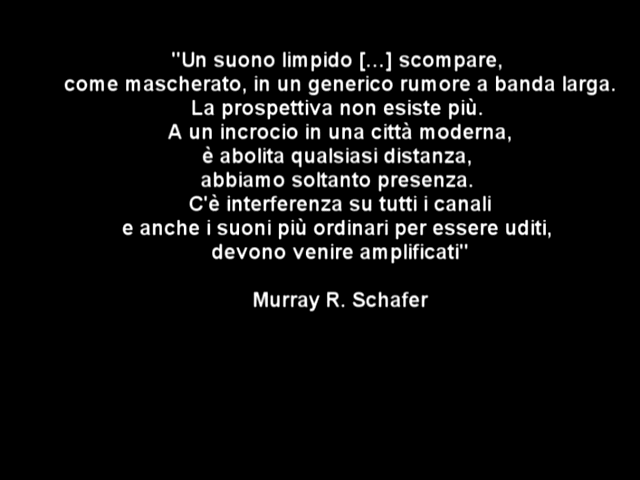 "Un suono limpido [...] scompare,
come mascherato, in un generico rumore a banda larga.
La prospettiva non esiste più.
A un incrocio in una città moderna,
è abolita qualsiasi distanza,
abbiamo soltanto presenza.
C'è interferenza su tutti i canali
e anche i suoni più ordinari per essere uditi,
devono venire amplificati"
Murray R. Schafer